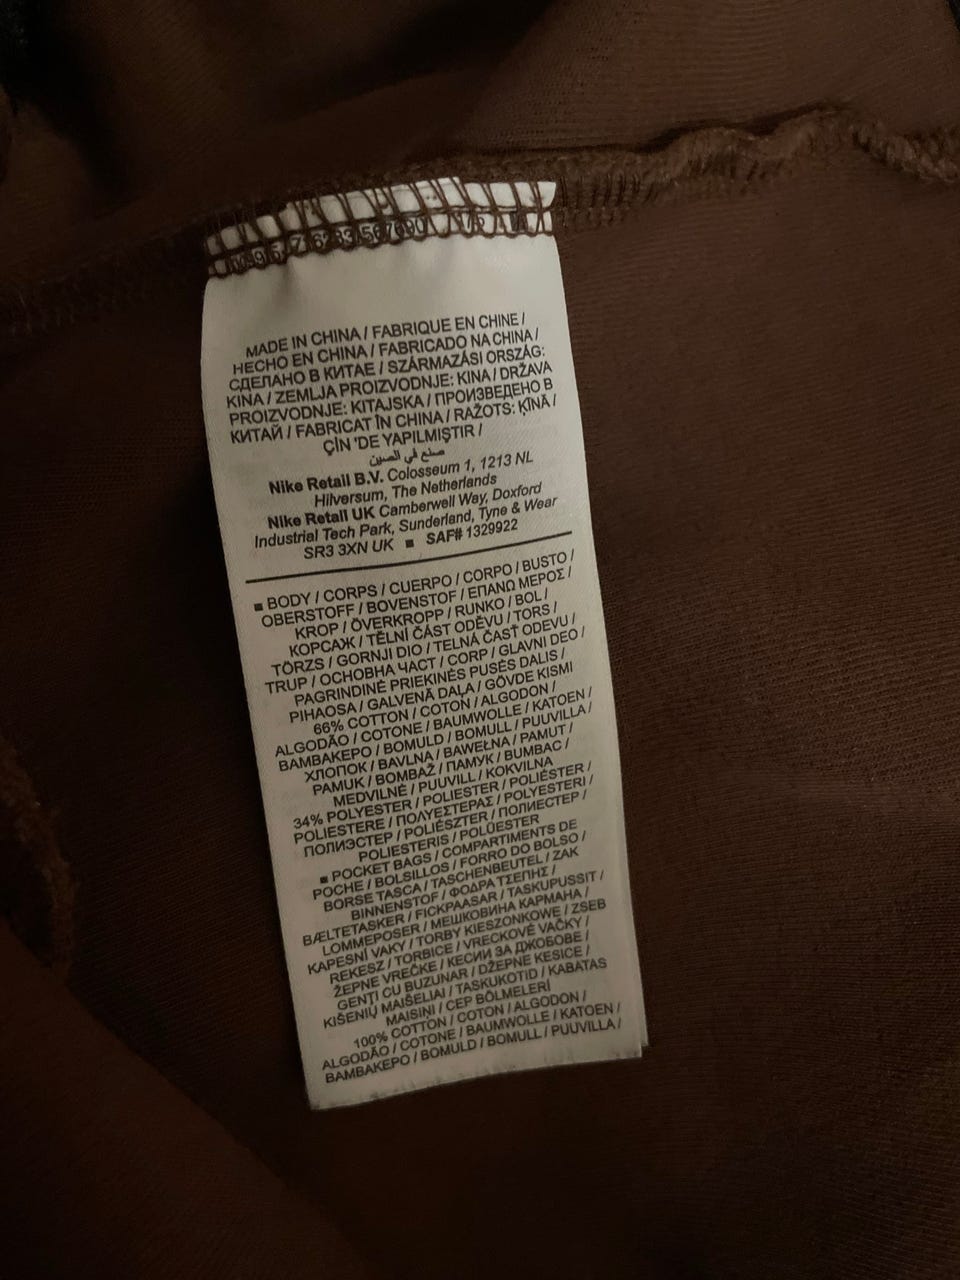 MADE IN CHINA / FABRIQUE EN CHINE /
HECHO EN CHINA / FABRICADO NA CHINA /
СДЕЛАНО В КИТАЕ / SZÁRMAZÁSI ORSZÁG:
KINA / ZEMLJA PROIZVODNJE: KINA / DRŽAVA
PROIZVODNJE: KITAJSKA / ПРОИЗВЕДЕНО В
КИТАЙ / FABRICAT ÎN CHINA / RAŽOTS: ĶĪNĀ /
ÇİN 'DE YAPILMIŞTIR /
صنع في الصين
Nike Retail B.V. Colosseum 1, 1213 NL
Hilversum, The Netherlands
Nike Retail UK Camberwell Way, Doxford
Industrial Tech Park, Sunderland, Tyne & Wear
SR3 3XN UK ■ SAF# 1329922
■ BODY / CORPS / CUERPO / CORPO / BUSTO /
OBERSTOFF / BOVENSTOF / ΕΠΑΝΩ ΜΕΡΟΣ /
KROP / ÖVERKROPP / RUNKO / BOL /
КОРСАЖ / TĚLNÍ ČÁST ODĚVU / TORS /
TÖRZS / GORNJI DIO / TELNÁ ČASŤ ODEVU /
TRUP / ОСНОВНА ЧАСТ / CORP / GLAVNI DEO /
PAGRINDINĖ PRIEKINĖS PUSĖS DALIS /
PIHAOSA / GALVENĀ DAĻA / GÖVDE KISMI
66% COTTON / COTON / ALGODON /
ALGODÃO / COTONE / BAUMWOLLE / KATOEN /
ΒΑΜΒΑΚΕΡΟ / BOMULD / BOMULL / PUUVILLA /
ХЛОПОК / BAVLNA / BAWEŁNA / PAMUT /
PAMUK / BOMBAŽ / ПАМУК / BUMBAC /
MEDVILNĖ / PUUVILL / KOKVILNA
34% POLYESTER / POLIESTER / POLIÉSTER /
POLIESTERE / ΠΟΛΥΕΣΤΕΡΑΣ / POLYESTERI /
ПОЛИЭСТЕР / POLIÉSZTER / ПОЛИЕСТЕР /
POLIESTERIS / POLÜESTER
■ POCKET BAGS / COMPARTIMENTS DE
POCHE / BOLSILLOS / FORRO DO BOLSO /
BORSE TASCA / TASCHENBEUTEL / ZAK
BINNENSTOF / ΦΟΔΡΑ ΤΣΕΠΗΣ /
BÆLTETASKER / FICKPAASAR / TASKUPUSSIT /
LOMMEPOSER / МЕШКОВИНА КАРМАНА /
KAPESNÍ VAKY / TORBY KIESZONKOWE / ZSEB
REKESZ / TORBICE / VRECKOVÉ VAČKY /
ŽEPNE VREČKE / КЕСИИ ЗА ДЖОБОВЕ /
GENȚI CU BUZUNAR / DŽEPNE KESICE /
KIŠENIŲ MAIŠELIAI / TASKUKOTID / KABATAS
MAISIŅI / CEP BÖLMELERİ
100% COTTON / COTON / ALGODON /
ALGODÃO / COTONE / BAUMWOLLE / KATOEN /
ΒΑΜΒΑΚΕΡΟ / BOMULD / BOMULL / PUUVILLA /